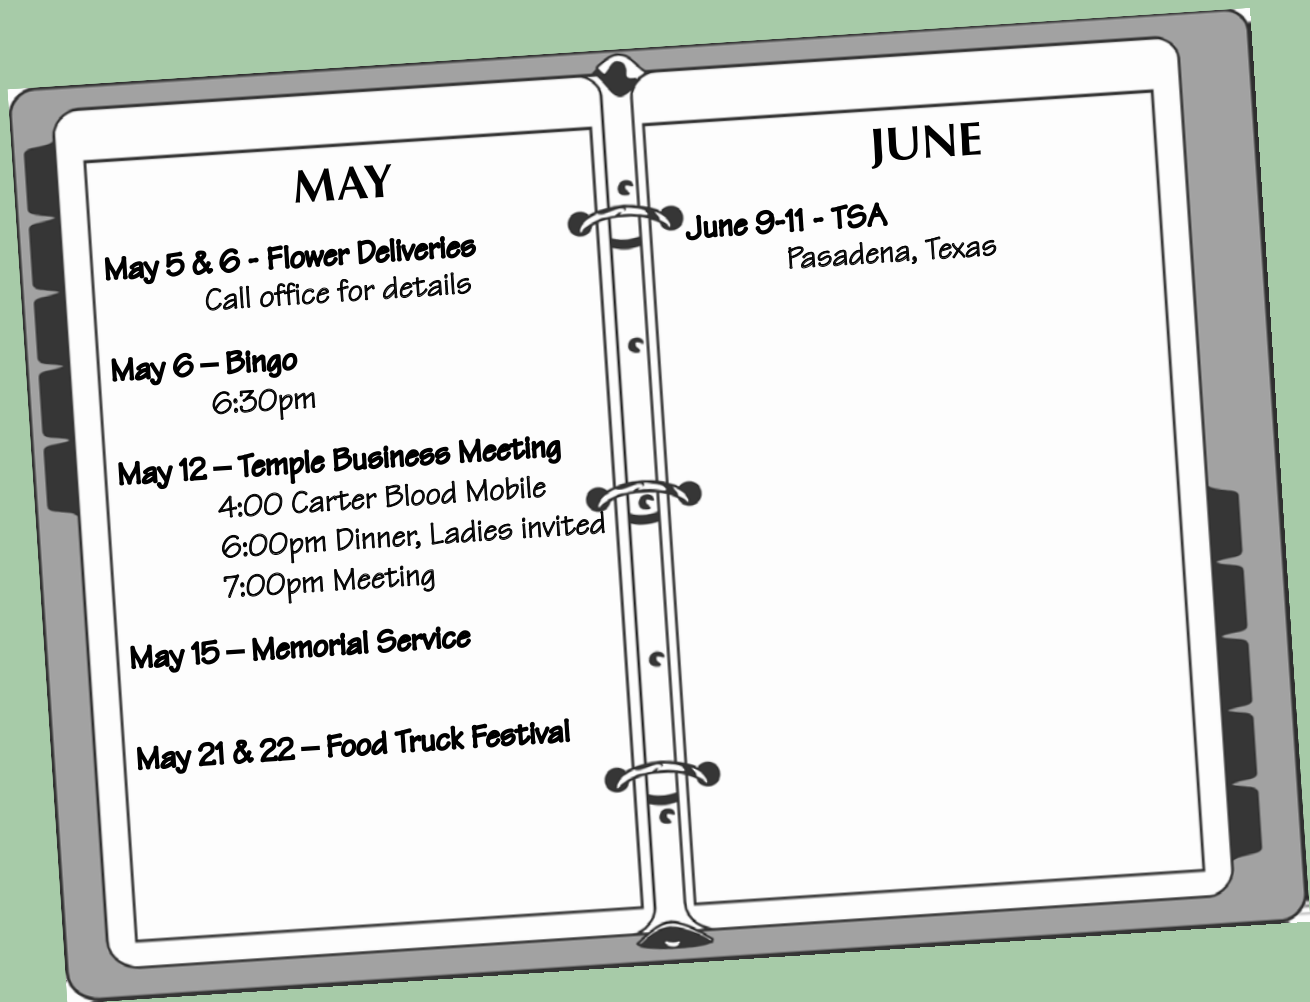 MAY
May 5 & 6 - Flower Deliveries
Call office for details
May 6 – Bingo
6:30pm
May 12 – Temple Business Meeting
4:00 Carter Blood Mobile
6:00pm Dinner, Ladies invited
7:00pm Meeting
May 15 – Memorial Service
May 21 & 22 – Food Truck Festival
JUNE
June 9-11 - TSA
Pasadena, Texas